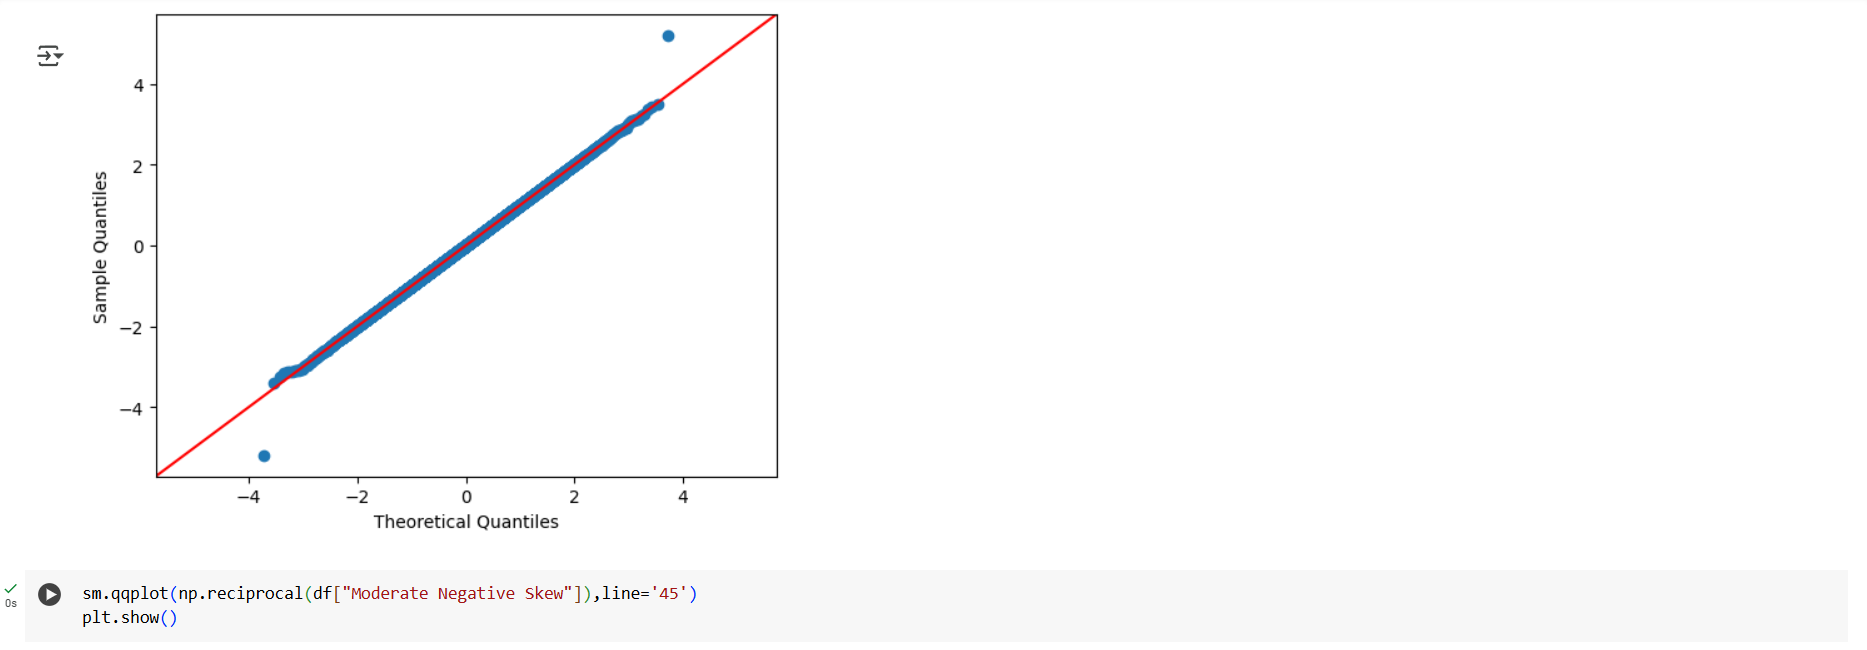 4
2
0
−2
−4
Sample Quantiles
−4 −2 0 2 4
Theoretical Quantiles
0s
sm.qqplot(np.reciprocal(df["Moderate Negative Skew"]),line='45')
plt.show()